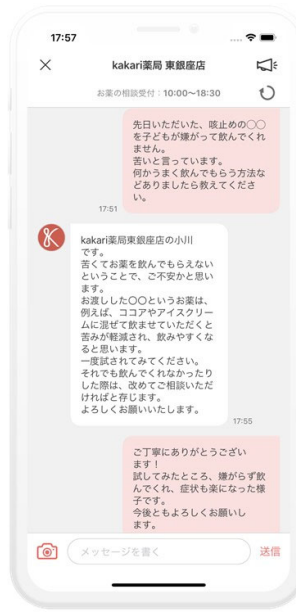 17:57
kakari薬局 東銀座店
お薬の相談受付：10:00〜18:30
先日いただいた、咳止めの〇〇
を子どもが嫌がって飲んでくれ
ません。
苦いと言っています。
何かうまく飲んでもらう方法な
どありましたら教えてくださ
い。
17:51
kakari薬局東銀座店の小川
です。
苦くてお薬を飲んでもらえない
ということで、ご不安かと思い
ます。
お渡しした〇〇というお薬は、
例えば、ココアやアイスクリー
ムに混ぜて飲ませていただくと
苦みが軽減され、飲みやすくな
ると思います。
一度試されてみてください。
それでも飲んでくれなかったり
した際は、改めてご相談いただ
ければと存じます。
よろしくお願いいたします。
17:55
ご丁寧にありがとうござい
ます！
試してみたところ、嫌がらず飲
んでくれ、症状も楽になった様
子です。
今後ともよろしくお願いし
ます。
メッセージを書く
送信